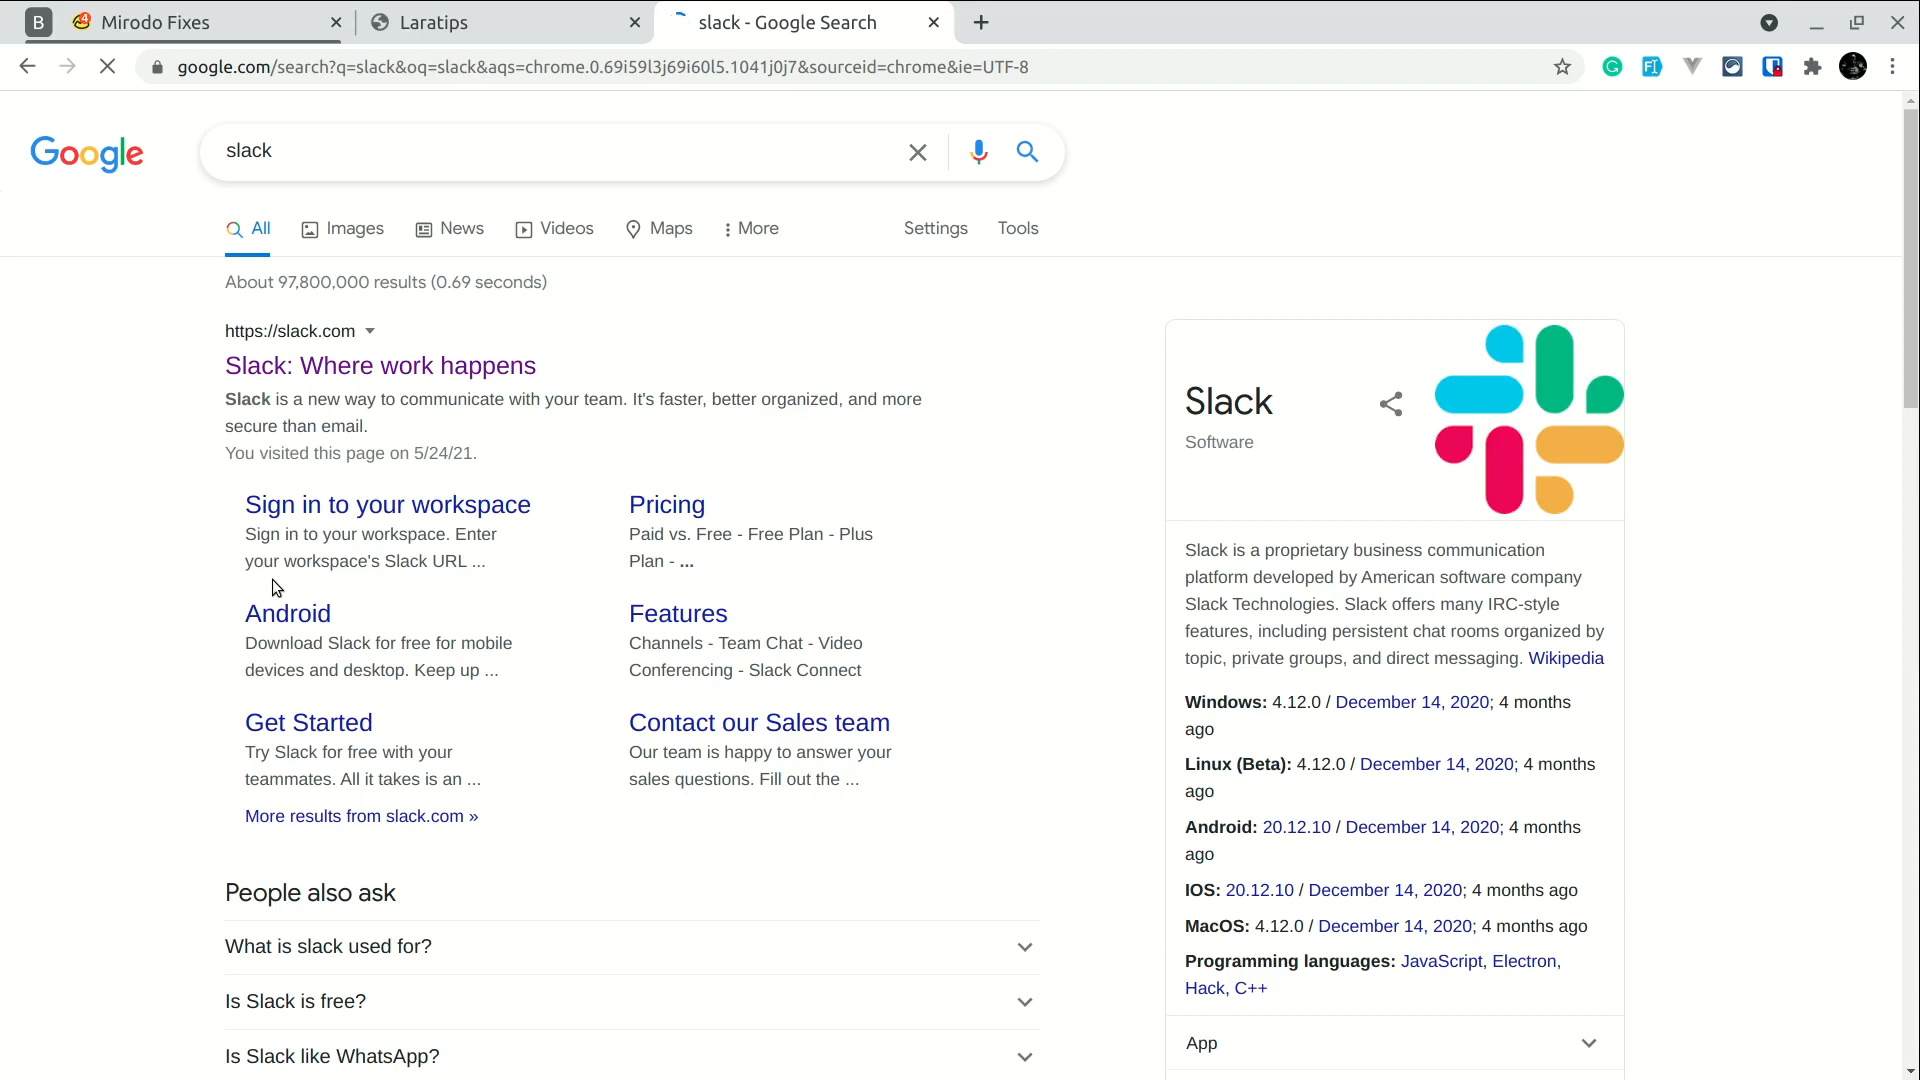 B
Mirodo Fixes
Laratips
slack - Google Search
google.com/search?q=slack&oq=slack&aqs=chrome.0.69i59l3j69i60l5.1041j0j7&sourceid=chrome&ie=UTF-8
Google
slack
All
Images
News
Videos
Maps
More
Settings
Tools
About 97,800,000 results (0.69 seconds)
https://slack.com
Slack: Where work happens
Slack is a new way to communicate with your team. It's faster, better organized, and more
secure than email.
You visited this page on 5/24/21.
Sign in to your workspace
Sign in to your workspace. Enter
your workspace's Slack URL ...
Pricing
Paid vs. Free - Free Plan - Plus
Plan - ...
Android
Download Slack for free for mobile
devices and desktop. Keep up ...
Features
Channels - Team Chat - Video
Conferencing - Slack Connect
Get Started
Try Slack for free with your
teammates. All it takes is an ...
Contact our Sales team
Our team is happy to answer your
sales questions. Fill out the ...
More results from slack.com »
People also ask
What is slack used for?
Is Slack is free?
Is Slack like WhatsApp?
Slack
Software
Slack is a proprietary business communication
platform developed by American software company
Slack Technologies. Slack offers many IRC-style
features, including persistent chat rooms organized by
topic, private groups, and direct messaging. Wikipedia
Windows: 4.12.0 / December 14, 2020; 4 months
ago
Linux (Beta): 4.12.0 / December 14, 2020; 4 months
ago
Android: 20.12.10 / December 14, 2020; 4 months
ago
IOS: 20.12.10 / December 14, 2020; 4 months ago
MacOS: 4.12.0 / December 14, 2020; 4 months ago
Programming languages: JavaScript, Electron,
Hack, C++
App